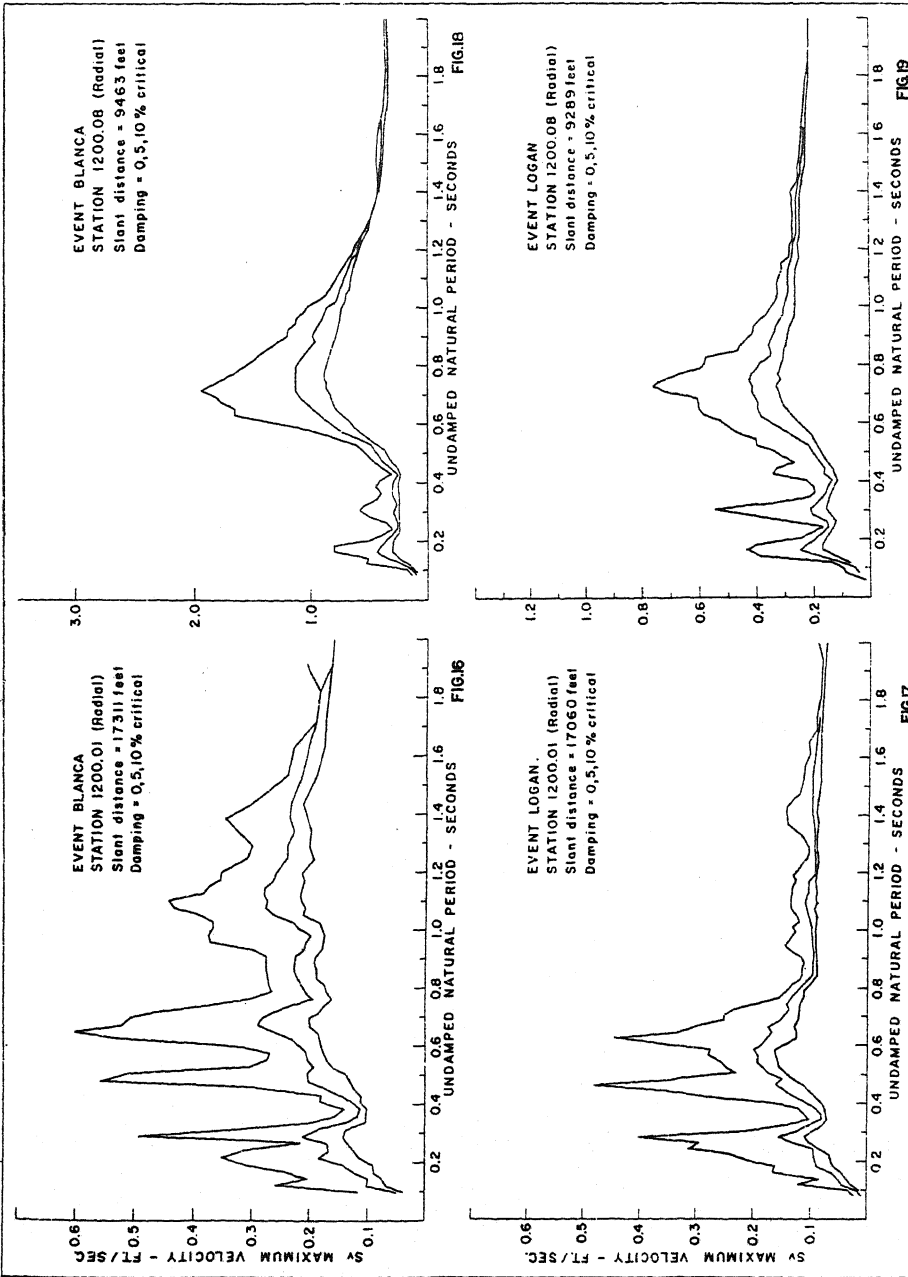 Sv MAXIMUM VELOCITY - FT./SEC.
0.6
0.5
0.4
0.3
0.2
0.1
EVENT BLANCA
STATION 1200.01 (Radial)
Slant distance = 17311 feet
Damping = 0,5,10% critical
0.2 0.4 0.6 0.8 1.0 1.2 1.4 1.6 1.8
UNDAMPED NATURAL PERIOD - SECONDS
FIG.16
3.0
2.0
1.0
EVENT BLANCA
STATION 1200.08 (Radial)
Slant distance = 9463 feet
Damping = 0,5,10% critical
0.2 0.4 0.6 0.8 1.0 1.2 1.4 1.6 1.8
UNDAMPED NATURAL PERIOD - SECONDS
FIG.18
Sv MAXIMUM VELOCITY - FT./SEC.
0.6
0.5
0.4
0.3
0.2
0.1
EVENT LOGAN.
STATION 1200.01 (Radial)
Slant distance = 17060 feet
Damping = 0,5,10% critical
0.2 0.4 0.6 0.8 1.0 1.2 1.4 1.6 1.8
UNDAMPED NATURAL PERIOD - SECONDS
FIG.17
1.2
1.0
0.8
0.6
0.4
0.2
EVENT LOGAN
STATION 1200.08 (Radial)
Slant distance = 9289 feet
Damping = 0,5,10% critical
0.2 0.4 0.6 0.8 1.0 1.2 1.4 1.6 1.8
UNDAMPED NATURAL PERIOD - SECONDS
FIG.19